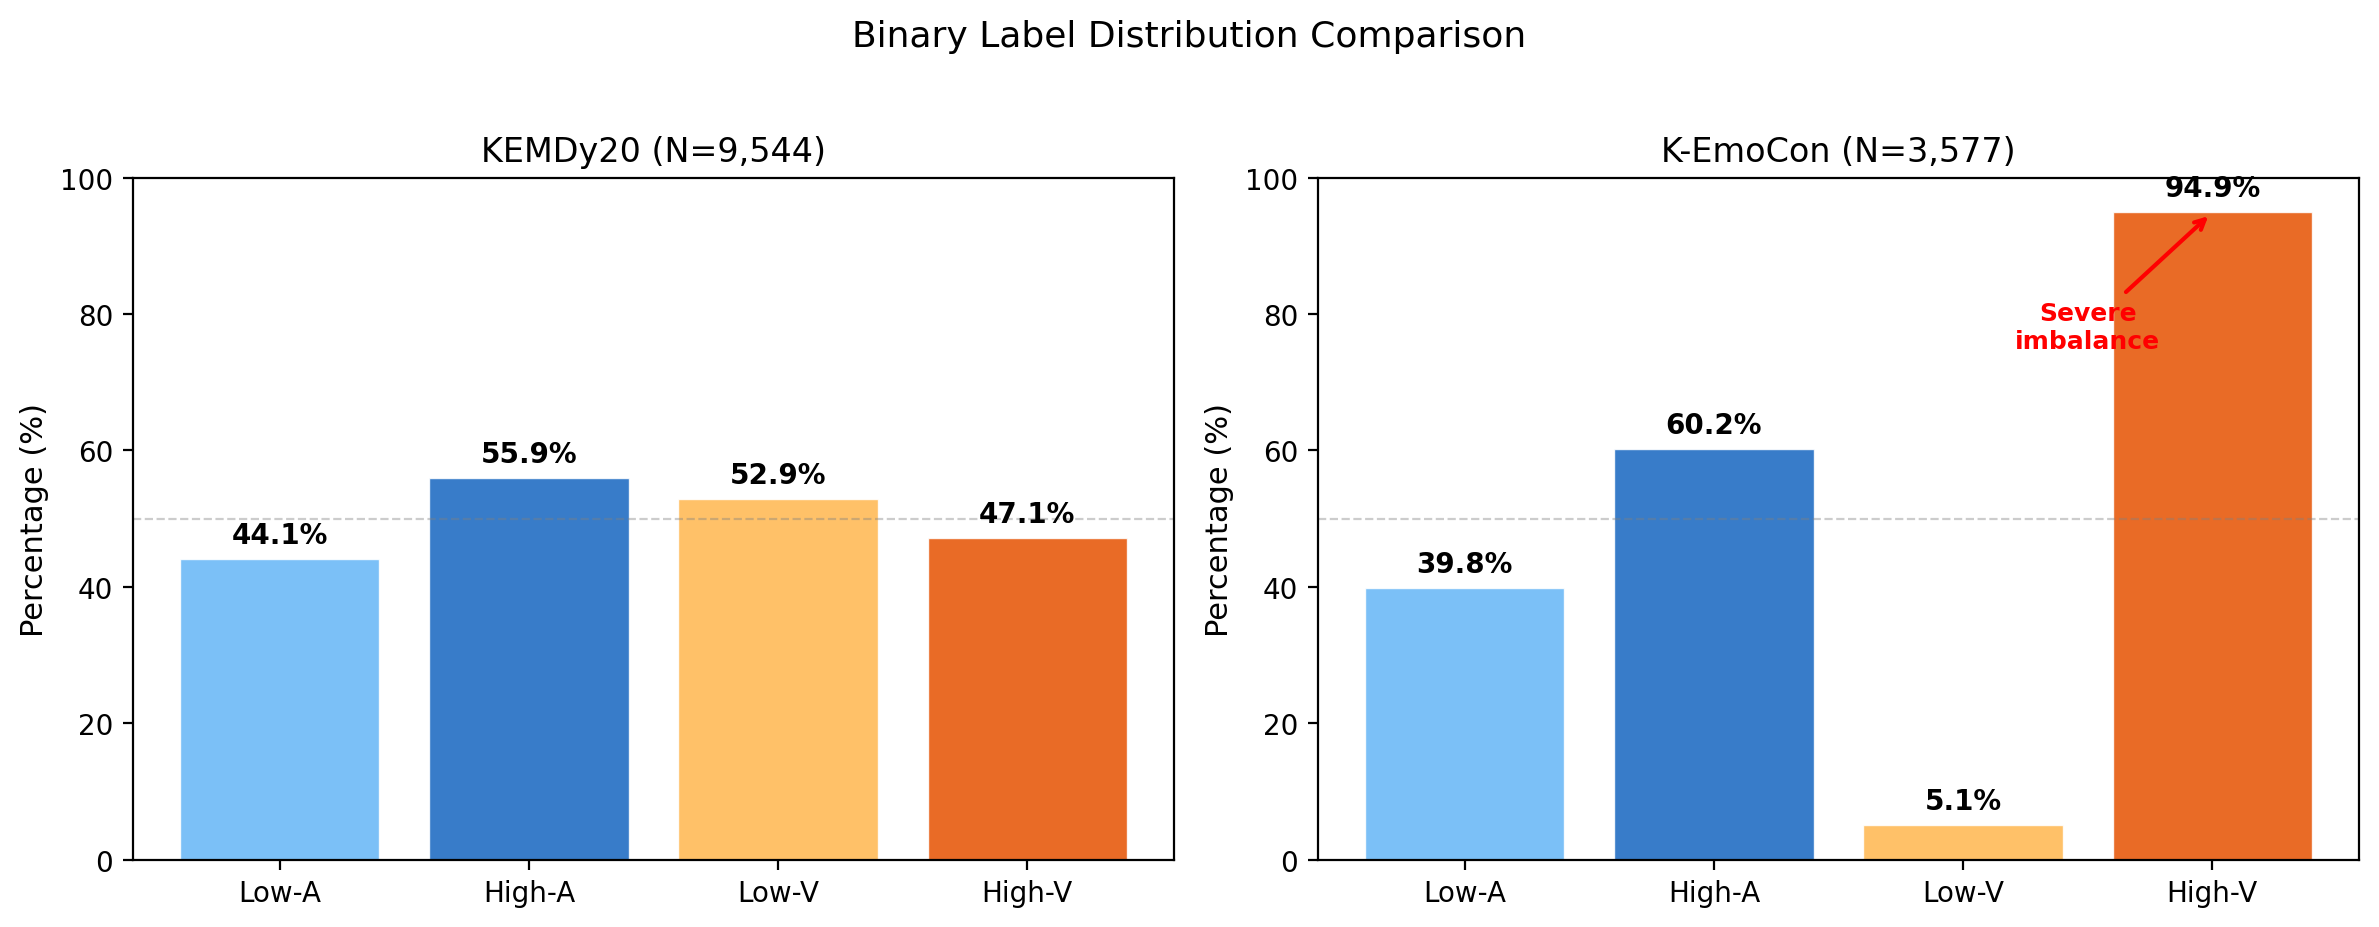 Binary Label Distribution Comparison
KEMDy20 (N=9,544)
Percentage (%)
100
80
60
40
20
0
44.1%
55.9%
52.9%
47.1%
Low-A
High-A
Low-V
High-V
K-EmoCon (N=3,577)
Percentage (%)
100
80
60
40
20
0
39.8%
60.2%
5.1%
94.9%
Severe
imbalance
Low-A
High-A
Low-V
High-V